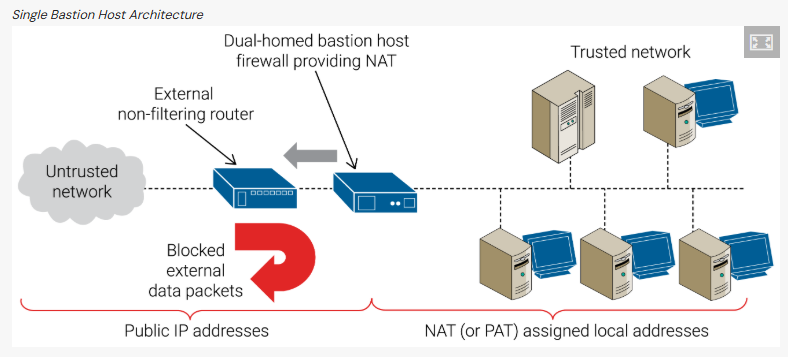 Single Bastion Host Architecture
Dual-homed bastion host
firewall providing NAT
Trusted network
External
non-filtering router
Untrusted
network
Blocked
external
data packets
Public IP addresses
NAT (or PAT) assigned local addresses